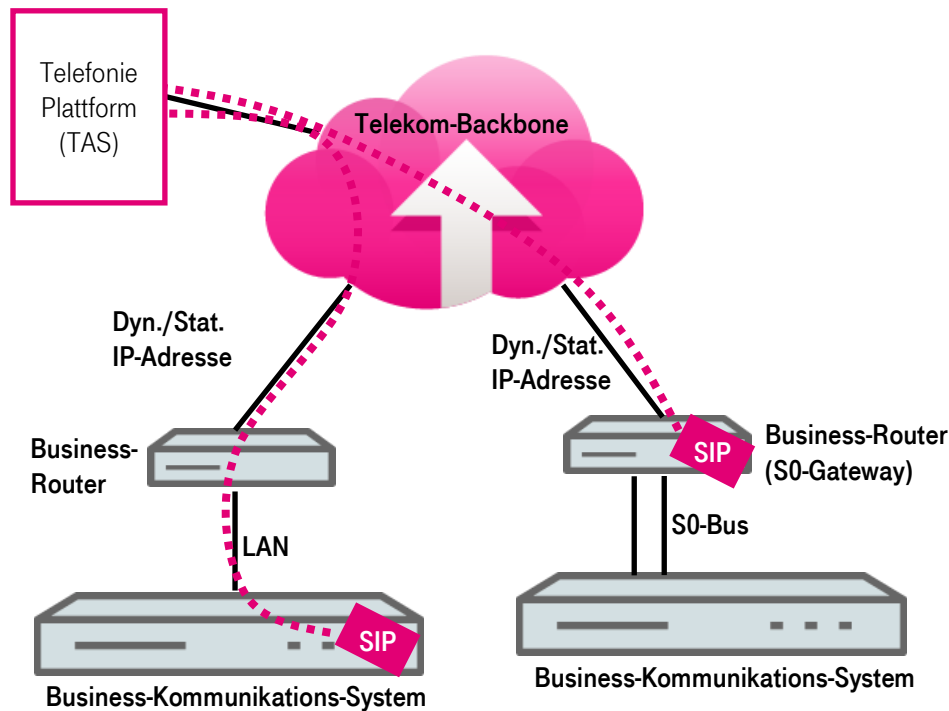 Telefonie
Plattform
(TAS)
Telekom-Backbone
Dyn./Stat.
IP-Adresse
Dyn./Stat.
IP-Adresse
Business-
Router
SIP
Business-Router
(S0-Gateway)
LAN
S0-Bus
SIP
Business-Kommunikations-System
Business-Kommunikations-System